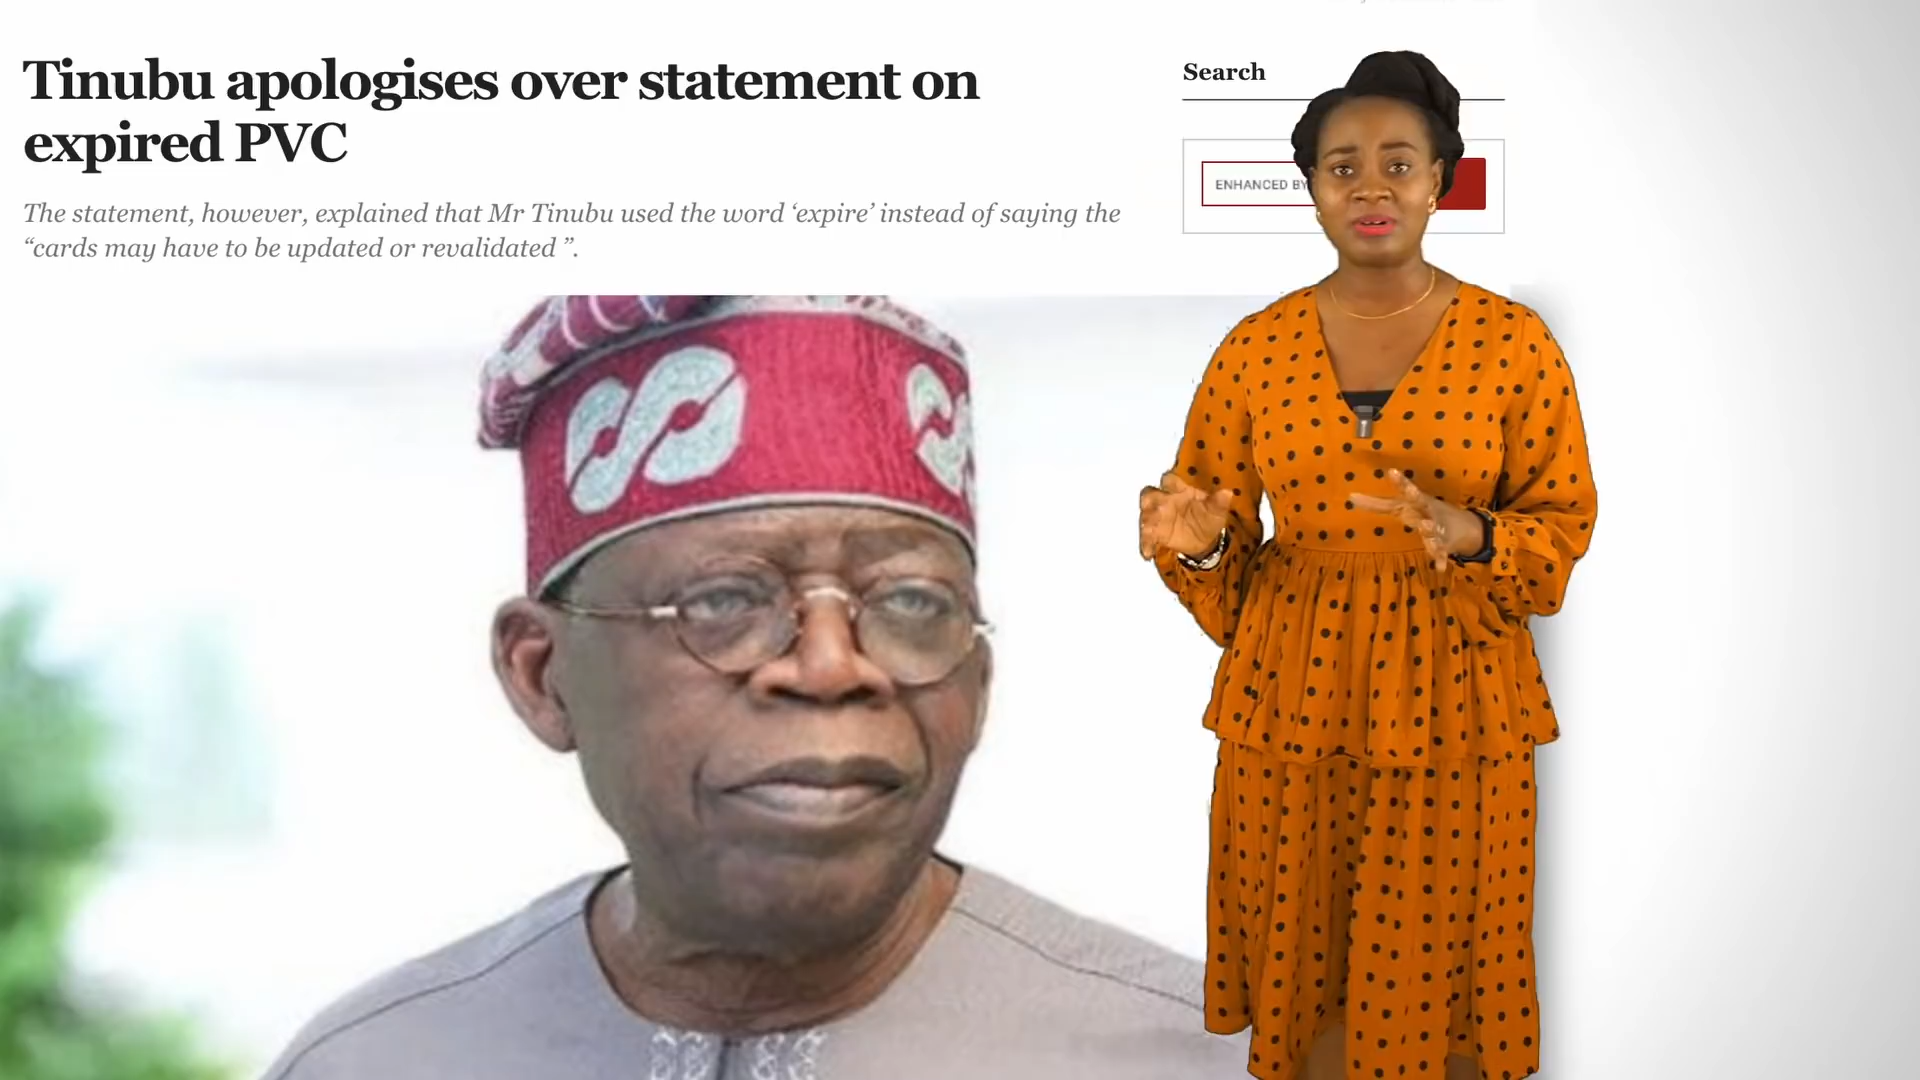 Tinubu apologises over statement on
expired PVC
The statement, however, explained that Mr Tinubu used the word ‘expire’ instead of saying the
“cards may have to be updated or revalidated ”.
Search
ENHANCED BY